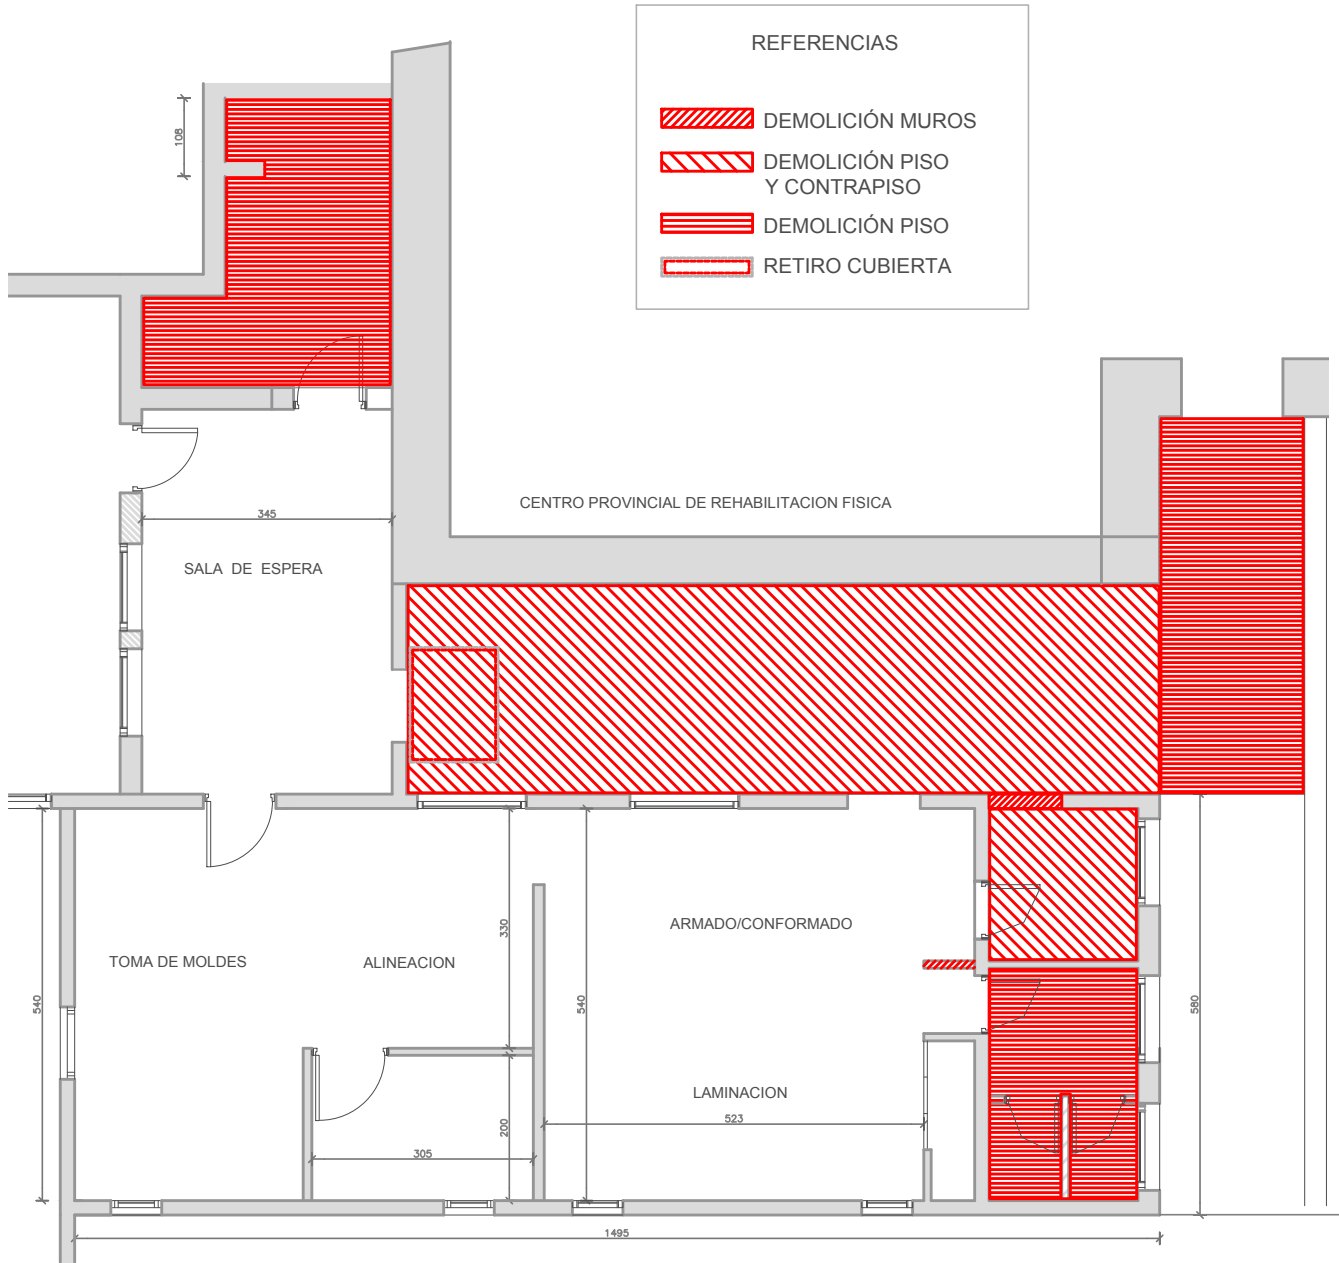 REFERENCIAS
DEMOLICIÓN MUROS
DEMOLICIÓN PISO
Y CONTRAPISO
DEMOLICIÓN PISO
RETIRO CUBIERTA
108
CENTRO PROVINCIAL DE REHABILITACION FISICA
345
SALA DE ESPERA
ARMADO/CONFORMADO
330
TOMA DE MOLDES
ALINEACION
540
540
580
LAMINACION
523
200
305
1495